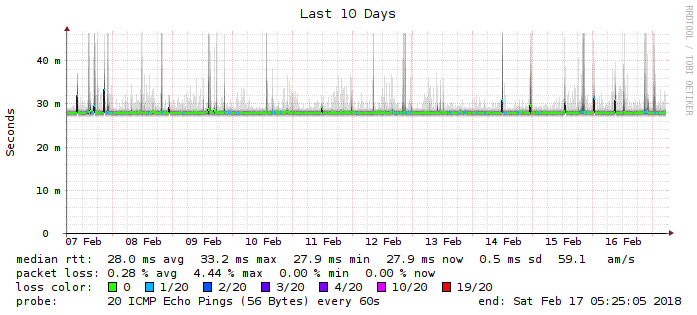 Last 10 Days
RRDTOOL / TOBI OETIKER
Seconds
40 m
30 m
20 m
10 m
0
07 Feb 08 Feb 09 Feb 10 Feb 11 Feb 12 Feb 13 Feb 14 Feb 15 Feb 16 Feb
median rtt: 28.0 ms avg 33.2 ms max 27.9 ms min 27.9 ms now 0.5 ms sd 59.1 am/s
packet loss: 0.28 % avg 4.44 % max 0.00 % min 0.00 % now
loss color: 0 1/20 2/20 3/20 4/20 10/20 19/20
probe: 20 ICMP Echo Pings (56 Bytes) every 60s end: Sat Feb 17 05:25:05 2018